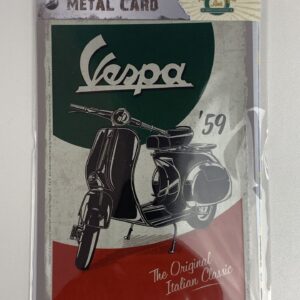 METAL CARD
Vespa
'59
The Original
Italian Classic